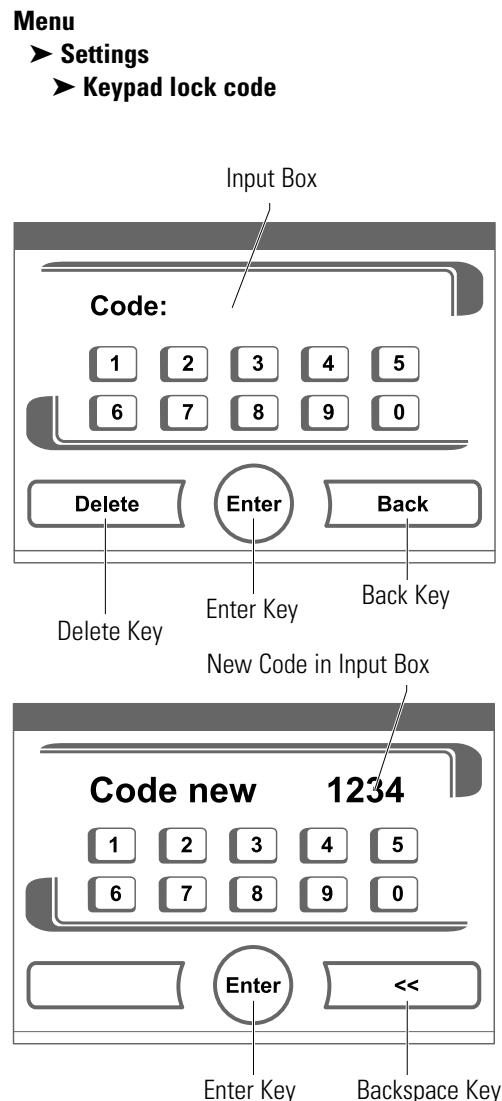 Menu
➤ Settings
➤ Keypad lock code
Input Box
Code:
1 2 3 4 5
6 7 8 9 0
Delete Enter Back
Delete Key
Enter Key
Back Key
New Code in Input Box
Code new 1234
1 2 3 4 5
6 7 8 9 0
Enter <<
Enter Key Backspace Key